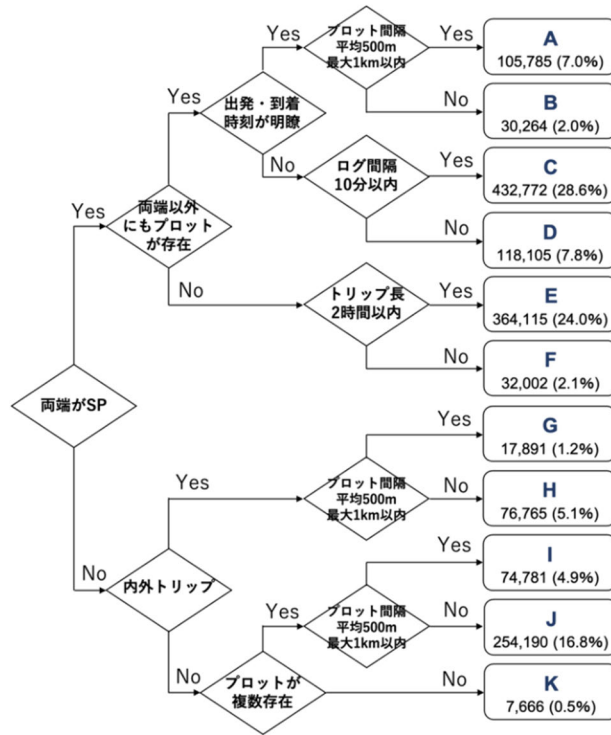 Yes
プロット間隔
平均500m
最大1km以内
Yes
A
105,785 (7.0%)
Yes
出発・到着
時刻が明瞭
No
B
30,264 (2.0%)
No
ログ間隔
10分以内
Yes
C
432,772 (28.6%)
Yes
両端以外
にもプロット
が存在
No
D
118,105 (7.8%)
No
トリップ長
2時間以内
Yes
E
364,115 (24.0%)
No
F
32,002 (2.1%)
両端がSP
Yes
G
17,891 (1.2%)
Yes
プロット間隔
平均500m
最大1km以内
No
H
76,765 (5.1%)
No
内外トリップ
Yes
I
74,781 (4.9%)
Yes
プロット間隔
平均500m
最大1km以内
No
J
254,190 (16.8%)
No
プロットが
複数存在
No
K
7,666 (0.5%)